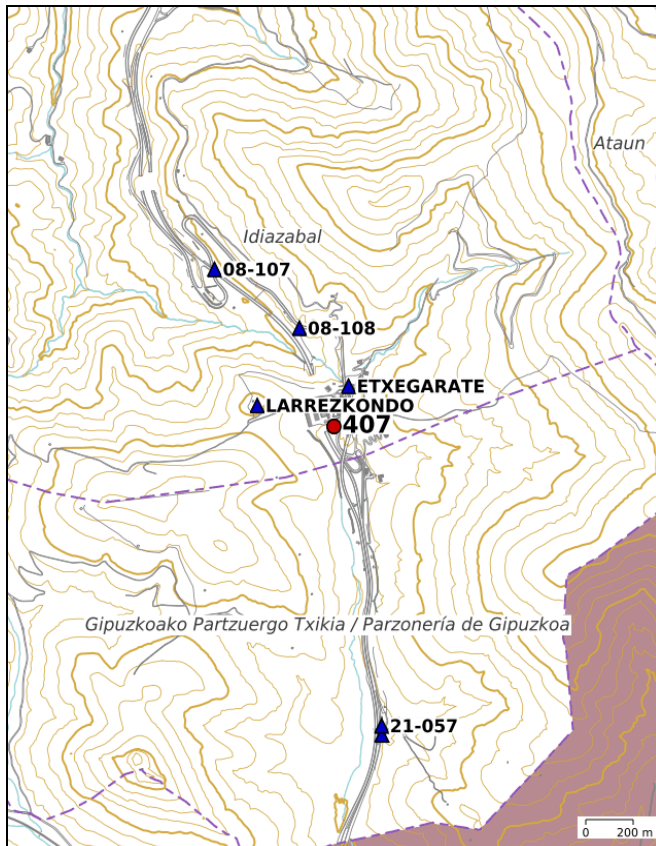 Ataun
Idiazabal
08-107
08-108
ETXEGARATE
LARREZKONDO
407
Gipuzkoako Partzuergo Txikia / Parzonería de Gipuzkoa
21-057
0 200 m